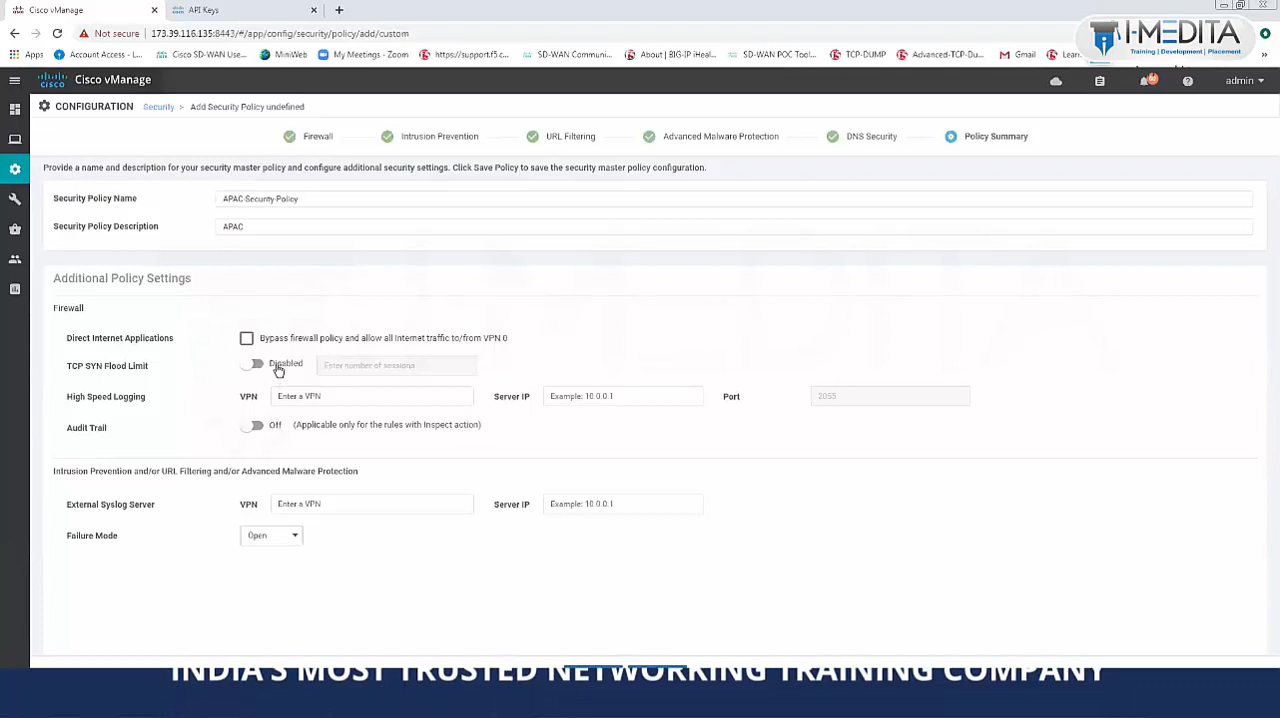 Cisco vManage
API Keys
Not secure
173.39.116.135:8443/#/app/config/security/policy/add/custom
Apps
Account Access - I...
Cisco SD-WAN Use...
MiniWeb
My Meetings - Zoom
https://support.f5...
SD-WAN Communi...
About | BIG-IP iHeal...
SD-WAN POC Tool...
TCP-DUMP
Advanced-TCP-Du...
Gmail
Lear
I-MEDITA
Training | Development | Placement
CISCO
Cisco vManage
admin
CONFIGURATION
Security > Add Security Policy undefined
Firewall
Intrusion Prevention
URL Filtering
Advanced Malware Protection
DNS Security
Policy Summary
Provide a name and description for your security master policy and configure additional security settings. Click Save Policy to save the security master policy configuration.
Security Policy Name
APAC-Security-Policy
Security Policy Description
APAC
Additional Policy Settings
Firewall
Direct Internet Applications
Bypass firewall policy and allow all Internet traffic to/from VPN 0
TCP SYN Flood Limit
Disabled
Enter number of sessions
High Speed Logging
VPN
Enter a VPN
Server IP
Example: 10.0.0.1
Port
2055
Audit Trail
Off
(Applicable only for the rules with Inspect action)
Intrusion Prevention and/or URL Filtering and/or Advanced Malware Protection
External Syslog Server
VPN
Enter a VPN
Server IP
Example: 10.0.0.1
Failure Mode
Open
INDIA'S MOST TRUSTED NETWORKING TRAINING COMPANY